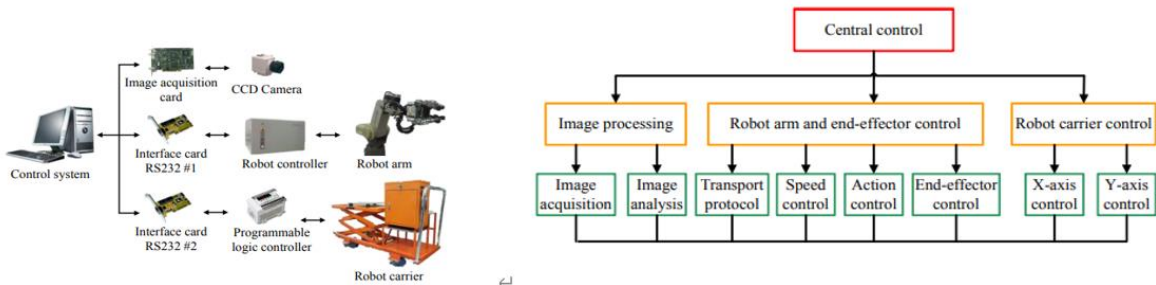 Image acquisition
card
CCD Camera
Control system
Interface card
RS232 #1
Robot controller
Robot arm
Interface card
RS232 #2
Programmable
logic controller
Robot carrier
Central control
Image processing
Robot arm and end-effector control
Robot carrier control
Image
acquisition
Image
analysis
Transport
protocol
Speed
control
Action
control
End-effector
control
X-axis
control
Y-axis
control